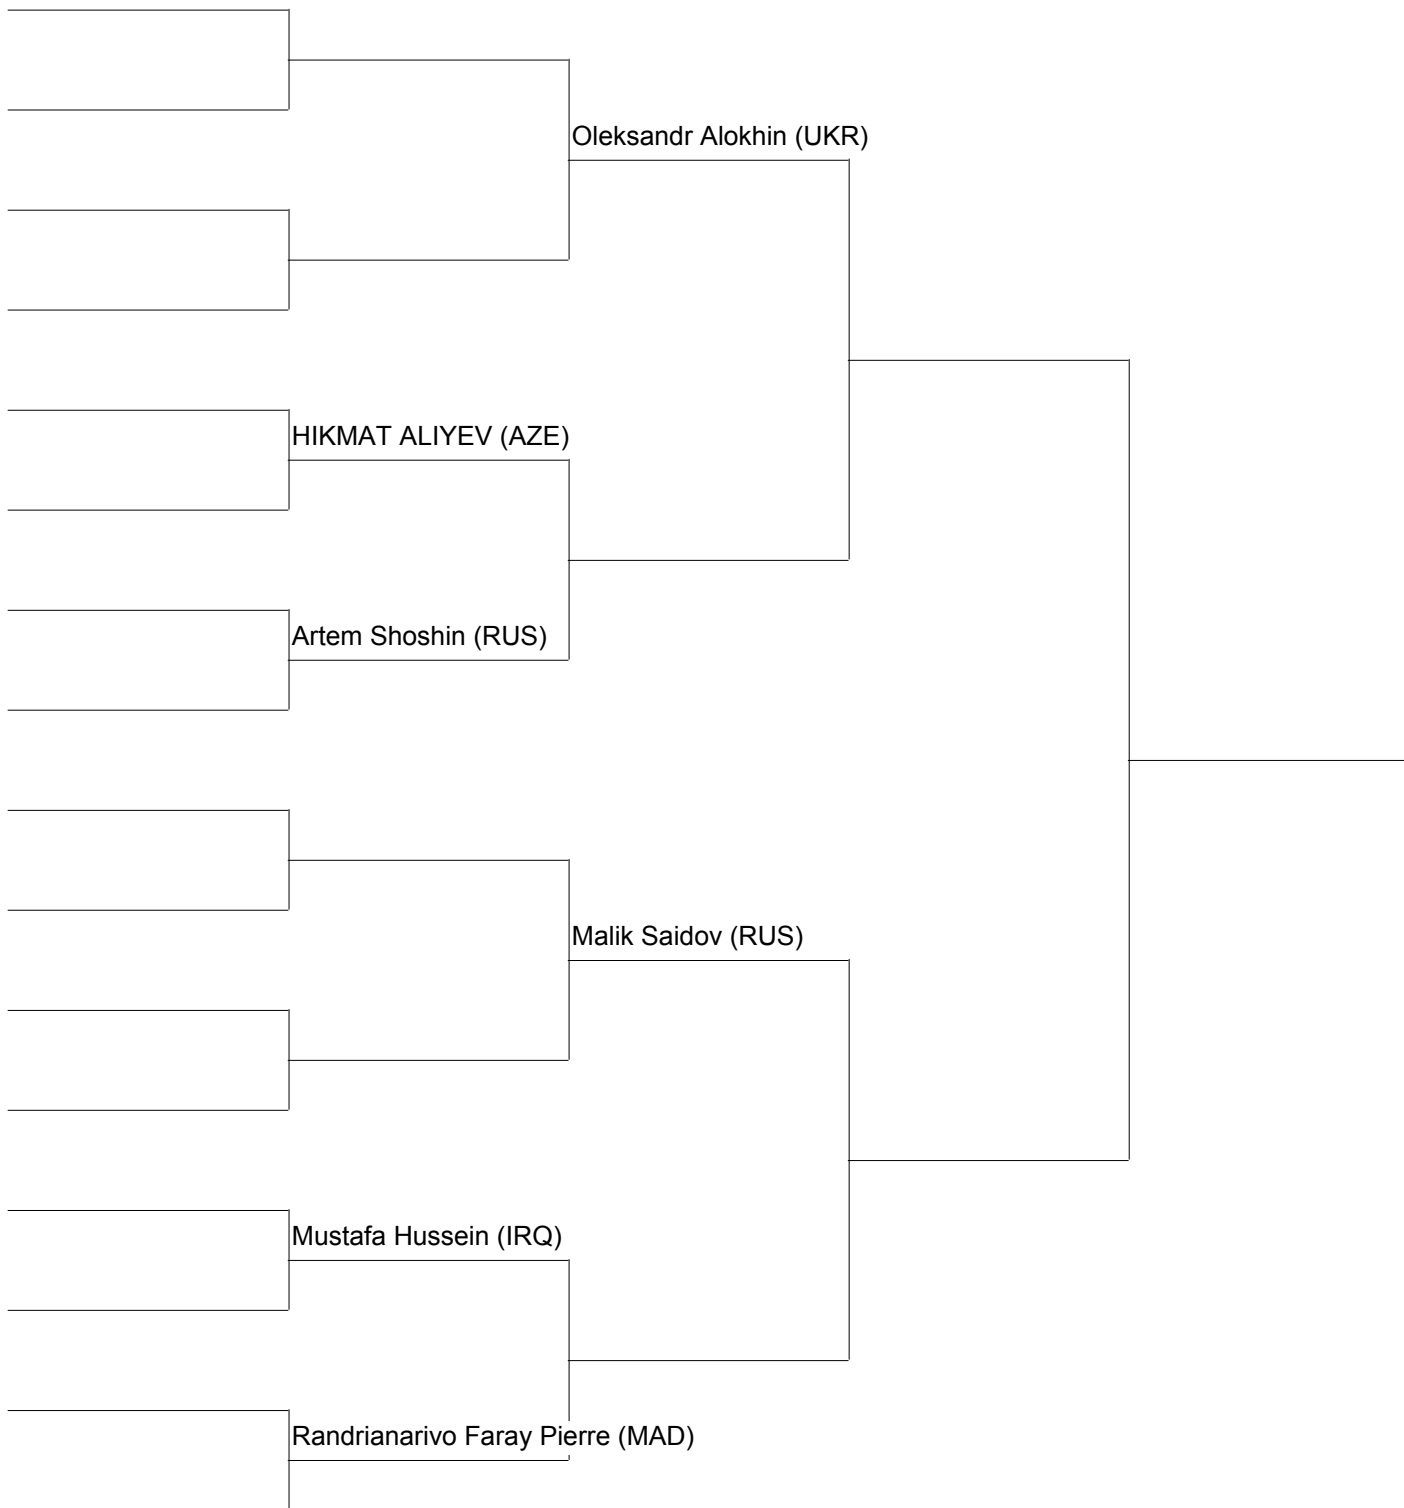 Oleksandr Alokhin (UKR)
HIKMAT ALIYEV (AZE)
Artem Shoshin (RUS)
Malik Saidov (RUS)
Mustafa Hussein (IRQ)
Randrianarivo Faray Pierre (MAD)